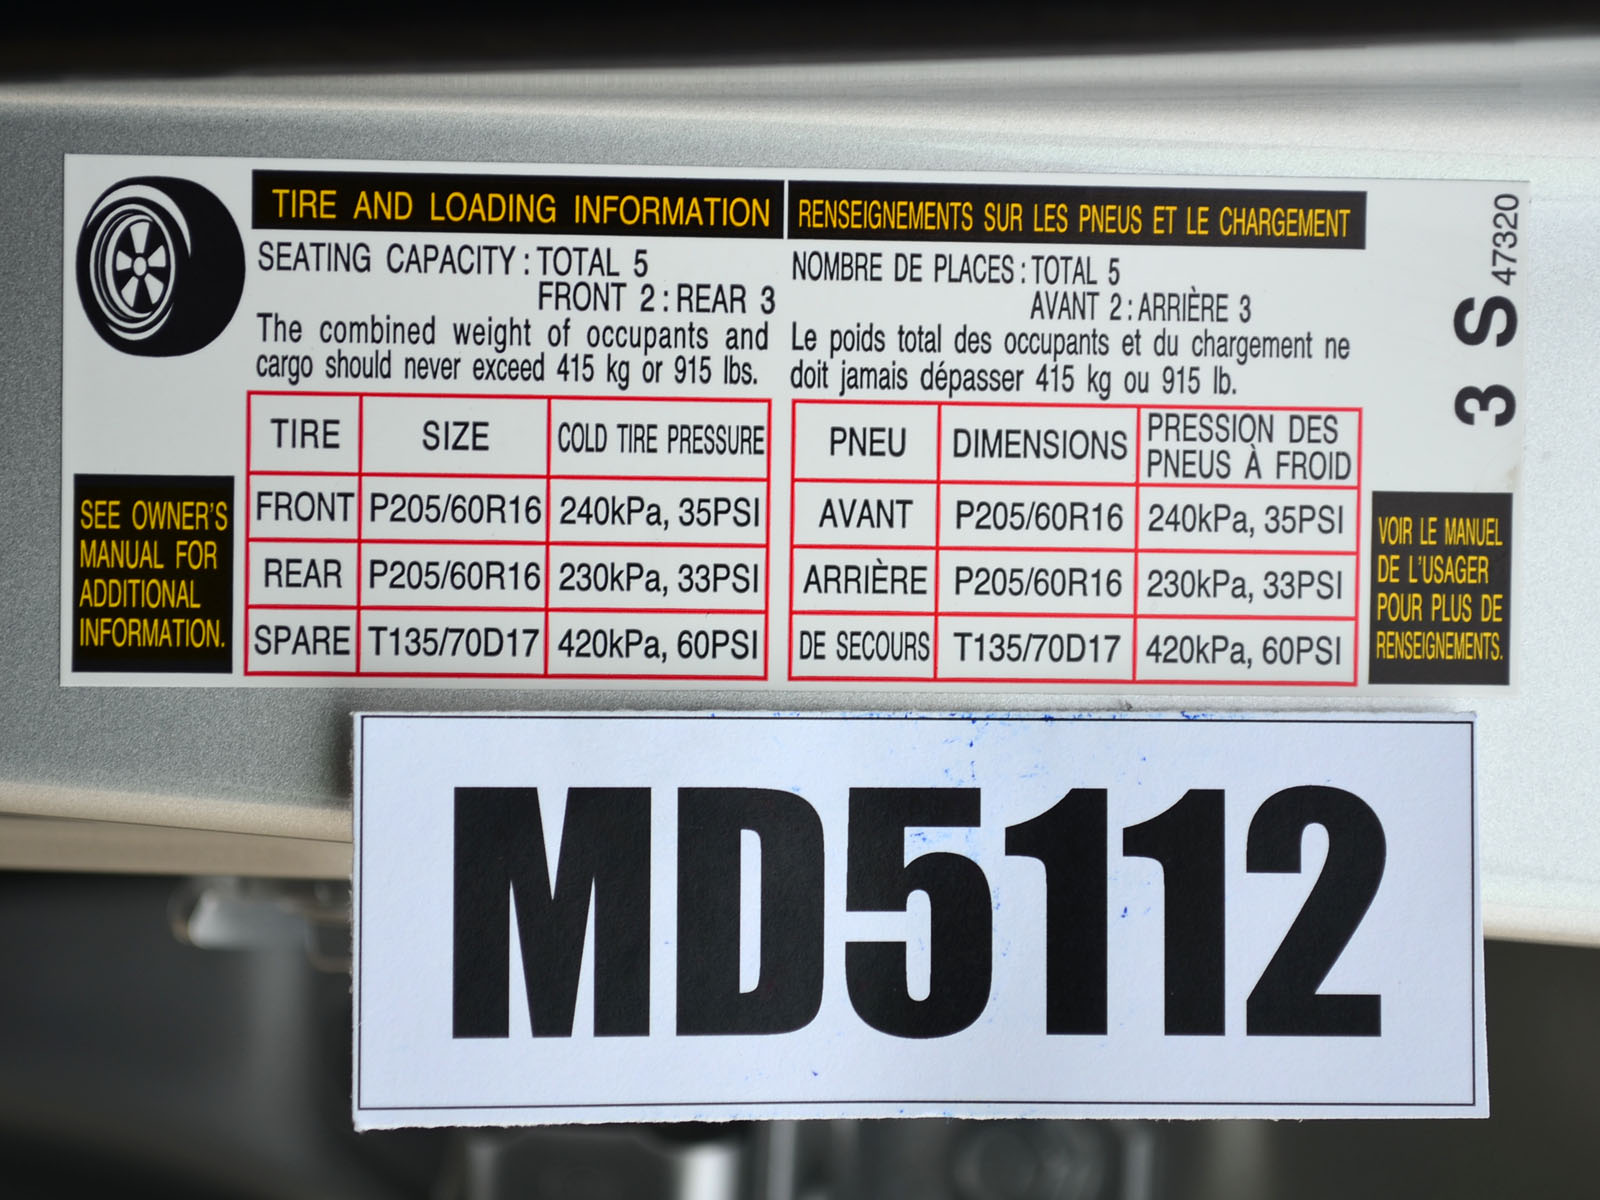 TIRE AND LOADING INFORMATION
SEATING CAPACITY : TOTAL 5
FRONT 2 : REAR 3
The combined weight of occupants and
cargo should never exceed 415 kg or 915 lbs.
TIRE SIZE COLD TIRE PRESSURE
FRONT P205/60R16 240kPa, 35PSI
REAR P205/60R16 230kPa, 33PSI
SPARE T135/70D17 420kPa, 60PSI
SEE OWNER'S
MANUAL FOR
ADDITIONAL
INFORMATION.
RENSEIGNEMENTS SUR LES PNEUS ET LE CHARGEMENT
NOMBRE DE PLACES : TOTAL 5
AVANT 2 : ARRIÈRE 3
Le poids total des occupants et du chargement ne
doit jamais dépasser 415 kg ou 915 lb.
PNEU DIMENSIONS PRESSION DES
PNEUS À FROID
AVANT P205/60R16 240kPa, 35PSI
ARRIÈRE P205/60R16 230kPa, 33PSI
DE SECOURS T135/70D17 420kPa, 60PSI
VOIR LE MANUEL
DE L'USAGER
POUR PLUS DE
RENSEIGNEMENTS.
3 S 47320
MD5112